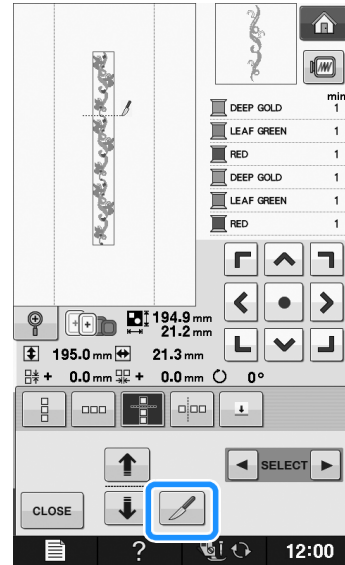 min
DEEP GOLD 1
LEAF GREEN 1
RED 1
DEEP GOLD 1
LEAF GREEN 1
RED 1
194.9 mm
21.2 mm
195.0 mm 21.3 mm
+ 0.0 mm + 0.0 mm 0°
SELECT
CLOSE
? 12:00